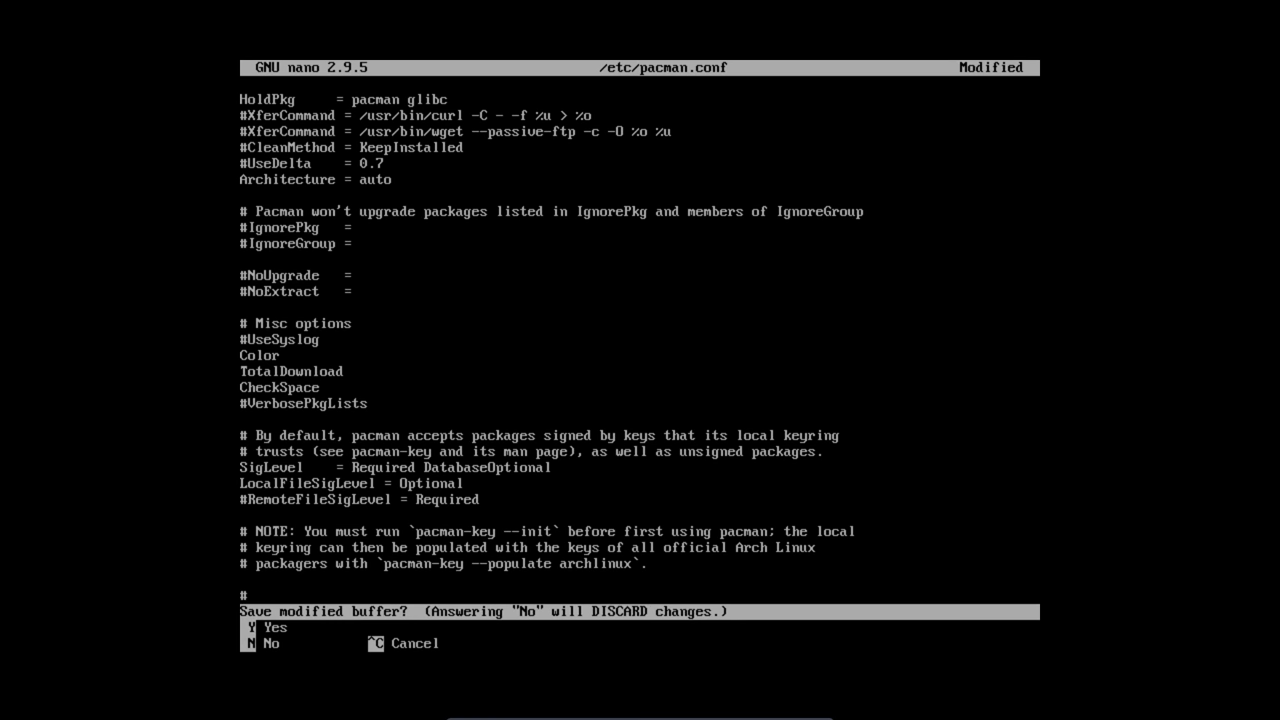 GNU nano 2.9.5 /etc/pacman.conf Modified
HoldPkg     = pacman glibc
#XferCommand = /usr/bin/curl -C - -f %u > %o
#XferCommand = /usr/bin/wget --passive-ftp -c -O %o %u
#CleanMethod = KeepInstalled
#UseDelta    = 0.7
Architecture = auto
# Pacman won't upgrade packages listed in IgnorePkg and members of IgnoreGroup
#IgnorePkg   =
#IgnoreGroup =
#NoUpgrade   =
#NoExtract   =
# Misc options
#UseSyslog
Color
TotalDownload
CheckSpace
#VerbosePkgLists
# By default, pacman accepts packages signed by keys that its local keyring
# trusts (see pacman-key and its man page), as well as unsigned packages.
SigLevel    = Required DatabaseOptional
LocalFileSigLevel = Optional
#RemoteFileSigLevel = Required
# NOTE: You must run `pacman-key --init` before first using pacman; the local
# keyring can then be populated with the keys of all official Arch Linux
# packagers with `pacman-key --populate archlinux`.
#
Save modified buffer?  (Answering "No" will DISCARD changes.)
Y Yes
N No ^C Cancel